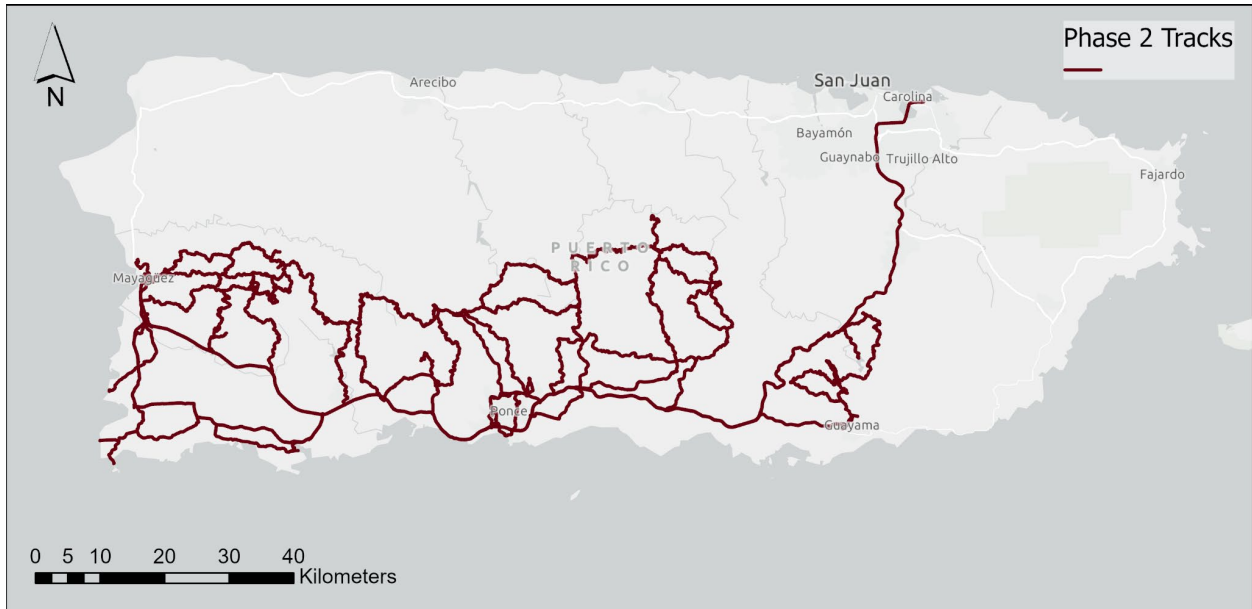 Phase 2 Tracks
N
San Juan
Arecibo
Carolina
Bayamón
Guaynabo
Trujillo Alto
Fajardo
PUERTO
RICO
Mayagüez
Ponce
Guayama
0 5 10 20 30 40
Kilometers